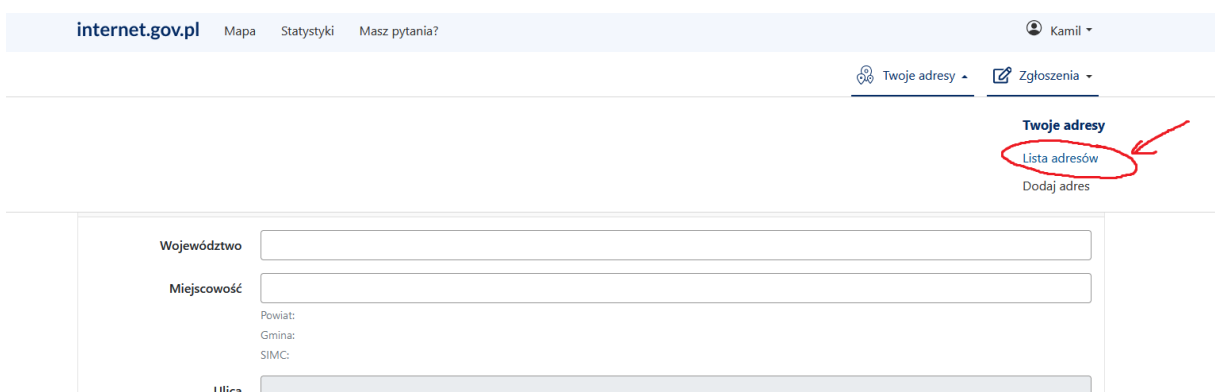 internet.gov.pl Mapa Statystyki Masz pytania? Kamil
Twoje adresy Zgłoszenia
Twoje adresy
Lista adresów
Dodaj adres
Województwo
Miejscowość
Powiat:
Gmina:
SIMC:
Ulica